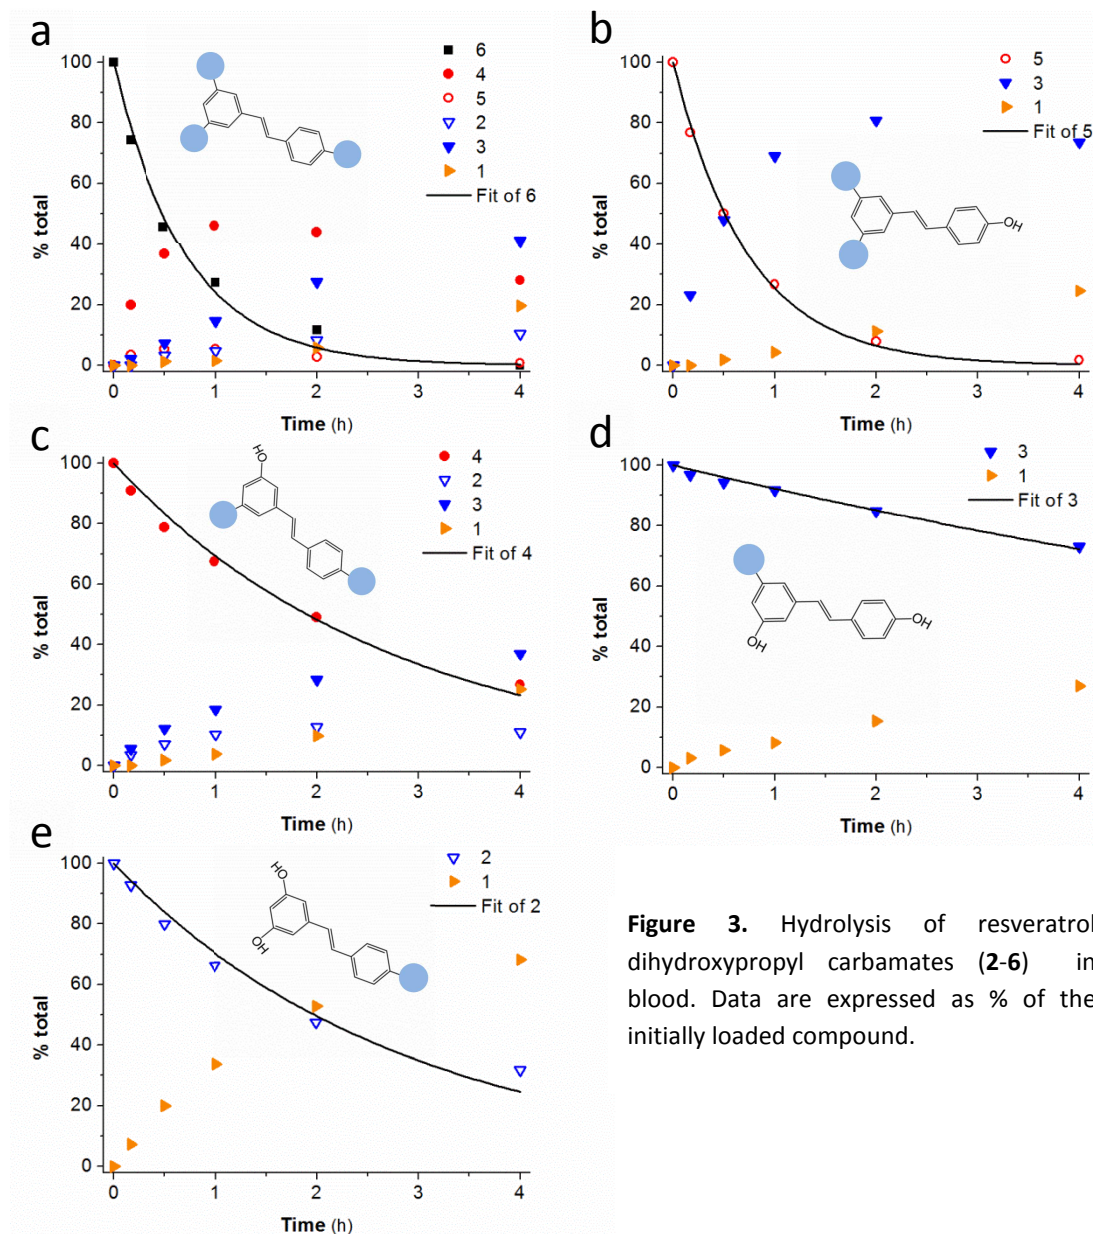 a
6
4
5
2
3
1
Fit of 6
100
80
60
40
20
0
% total
0 1 2 3 4
Time (h)
b
5
3
1
Fit of 5
OH
100
80
60
40
20
0
% total
0 1 2 3 4
Time (h)
c
4
2
3
1
Fit of 4
HO
100
80
60
40
20
0
% total
0 1 2 3 4
Time (h)
d
3
1
Fit of 3
OH
OH
100
80
60
40
20
0
% total
0 1 2 3 4
Time (h)
e
2
1
Fit of 2
HO
OH
100
80
60
40
20
0
% total
0 1 2 3 4
Time (h)
Figure 3. Hydrolysis of resveratrol
dihydroxypropyl carbamates (2-6) in
blood. Data are expressed as % of the
initially loaded compound.